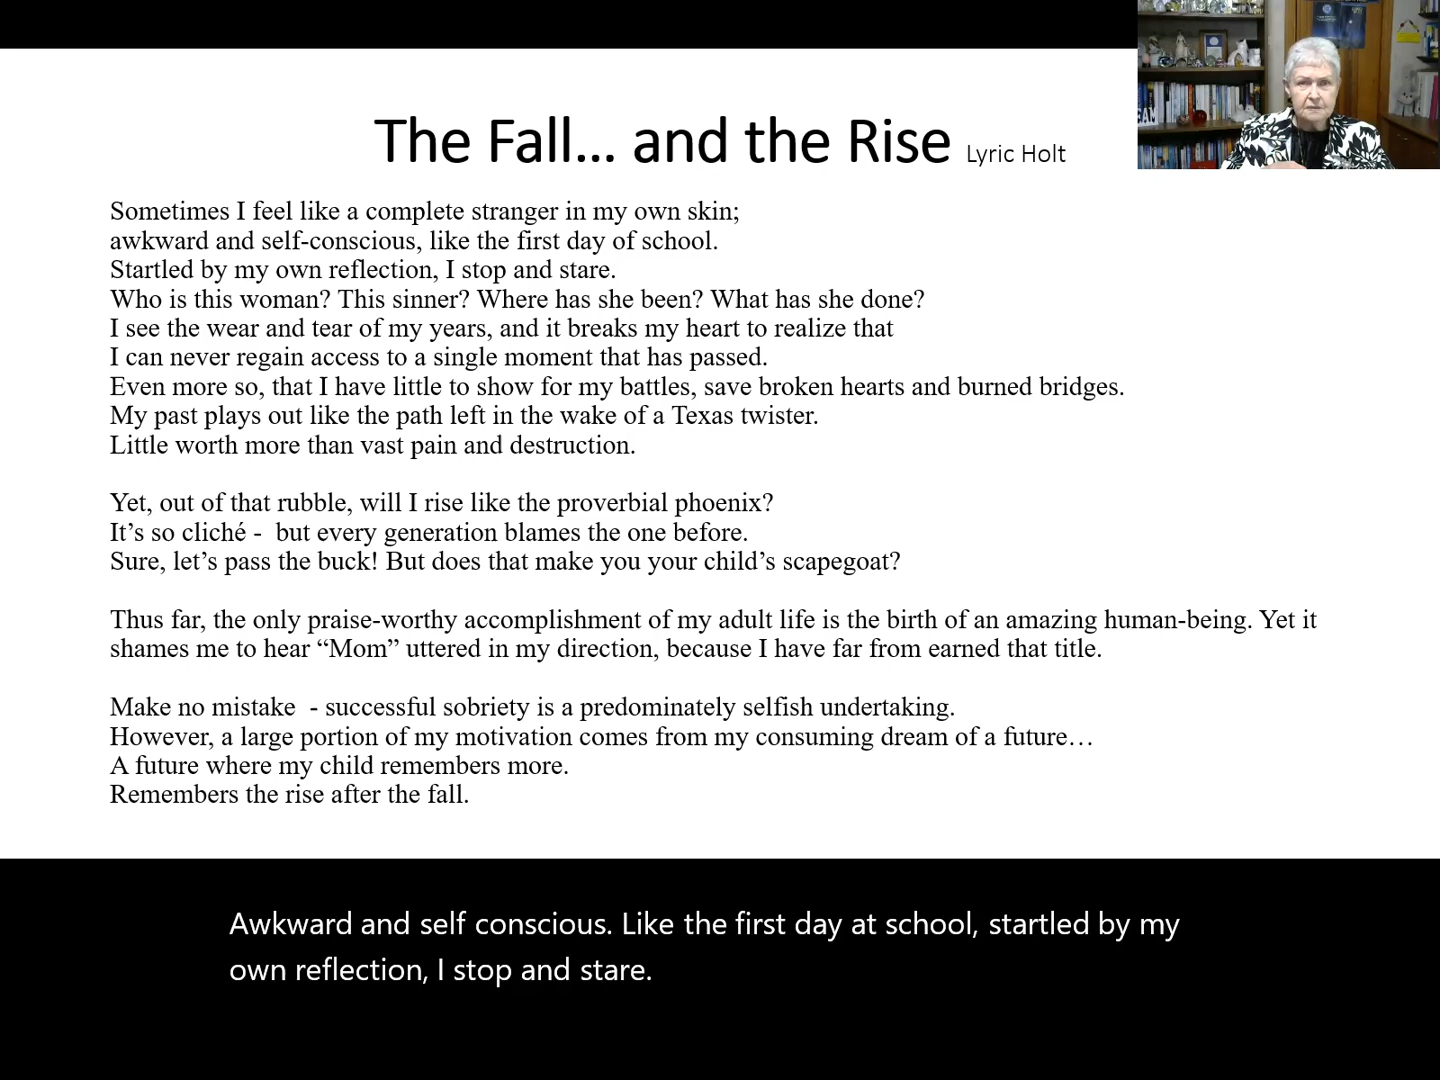 The Fall... and the Rise Lyric Holt
Sometimes I feel like a complete stranger in my own skin;
awkward and self-conscious, like the first day of school.
Startled by my own reflection, I stop and stare.
Who is this woman? This sinner? Where has she been? What has she done?
I see the wear and tear of my years, and it breaks my heart to realize that
I can never regain access to a single moment that has passed.
Even more so, that I have little to show for my battles, save broken hearts and burned bridges.
My past plays out like the path left in the wake of a Texas twister.
Little worth more than vast pain and destruction.
Yet, out of that rubble, will I rise like the proverbial phoenix?
It’s so cliché -  but every generation blames the one before.
Sure, let’s pass the buck! But does that make you your child’s scapegoat?
Thus far, the only praise-worthy accomplishment of my adult life is the birth of an amazing human-being. Yet it
shames me to hear “Mom” uttered in my direction, because I have far from earned that title.
Make no mistake  - successful sobriety is a predominately selfish undertaking.
However, a large portion of my motivation comes from my consuming dream of a future…
A future where my child remembers more.
Remembers the rise after the fall.
Awkward and self conscious. Like the first day at school, startled by my
own reflection, I stop and stare.